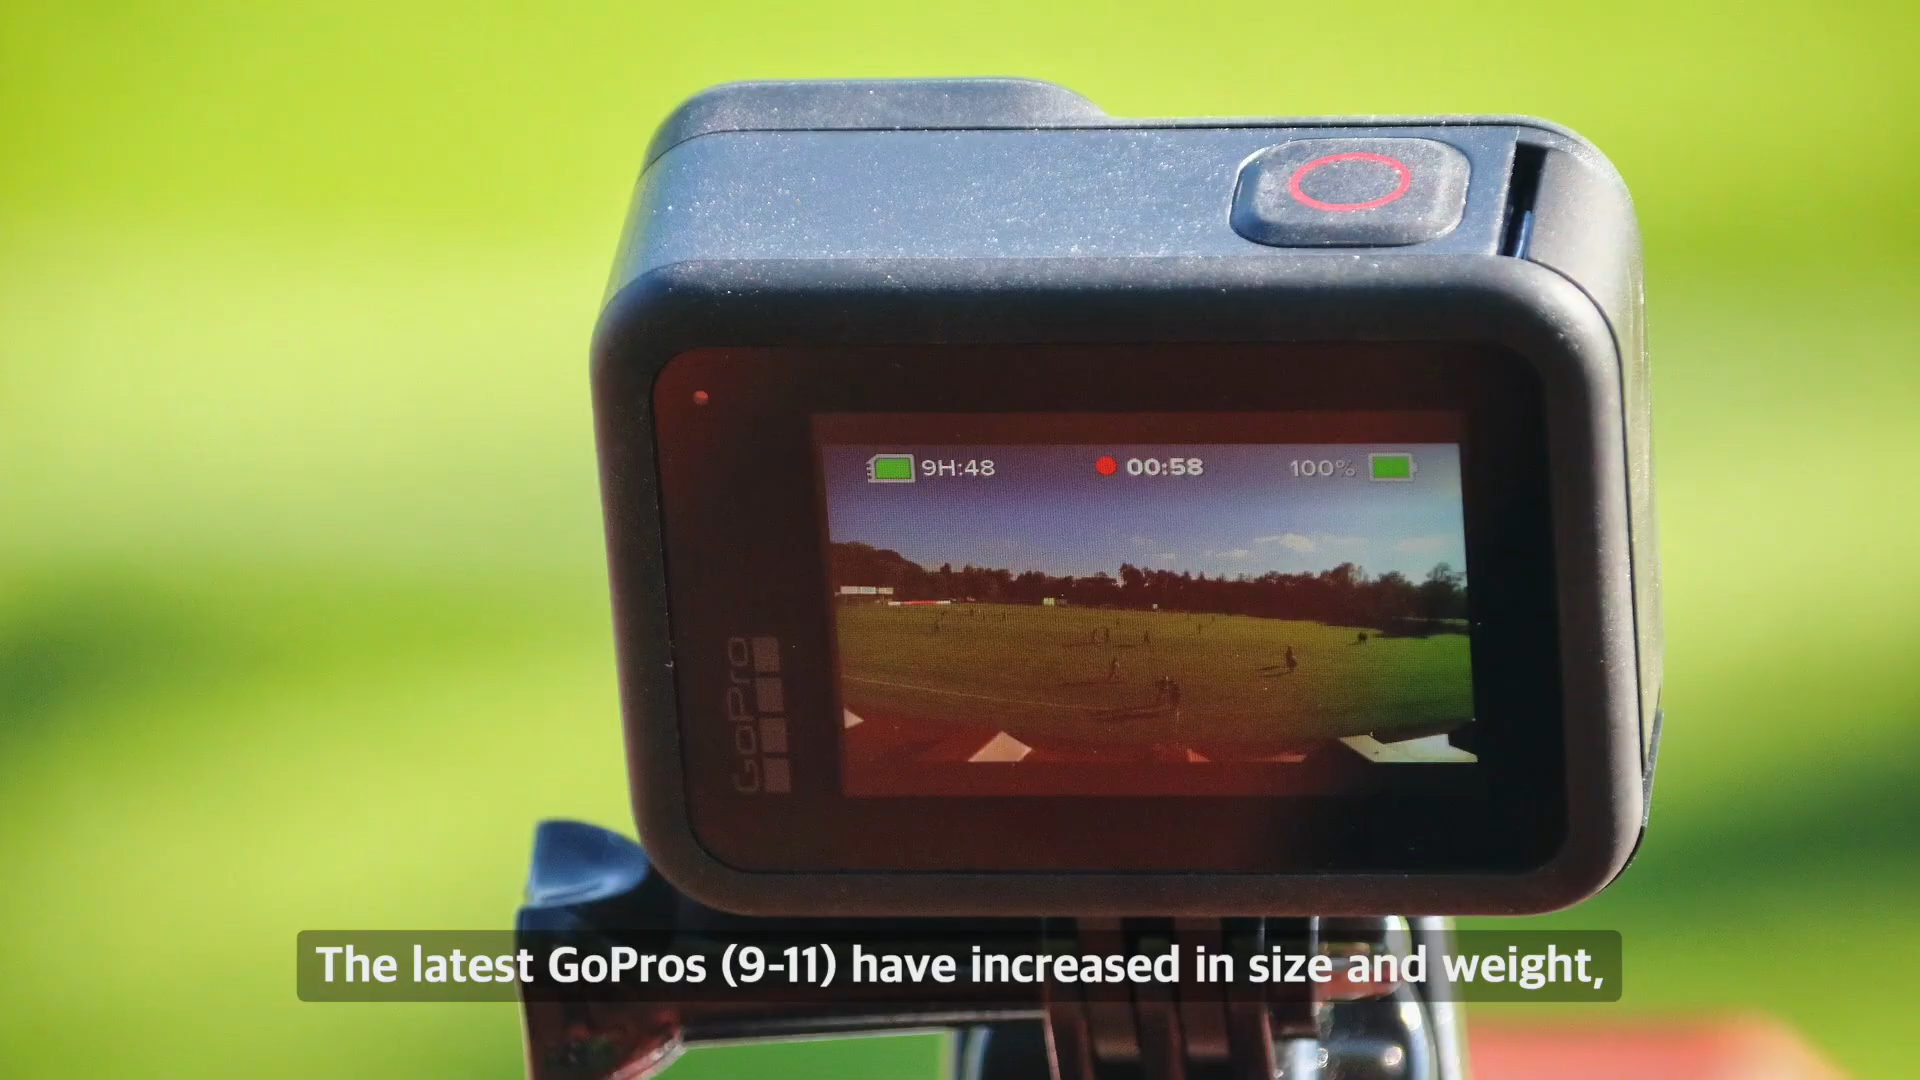 9H:48
00:58
100%
GoPro
The latest GoPros (9-11) have increased in size and weight,